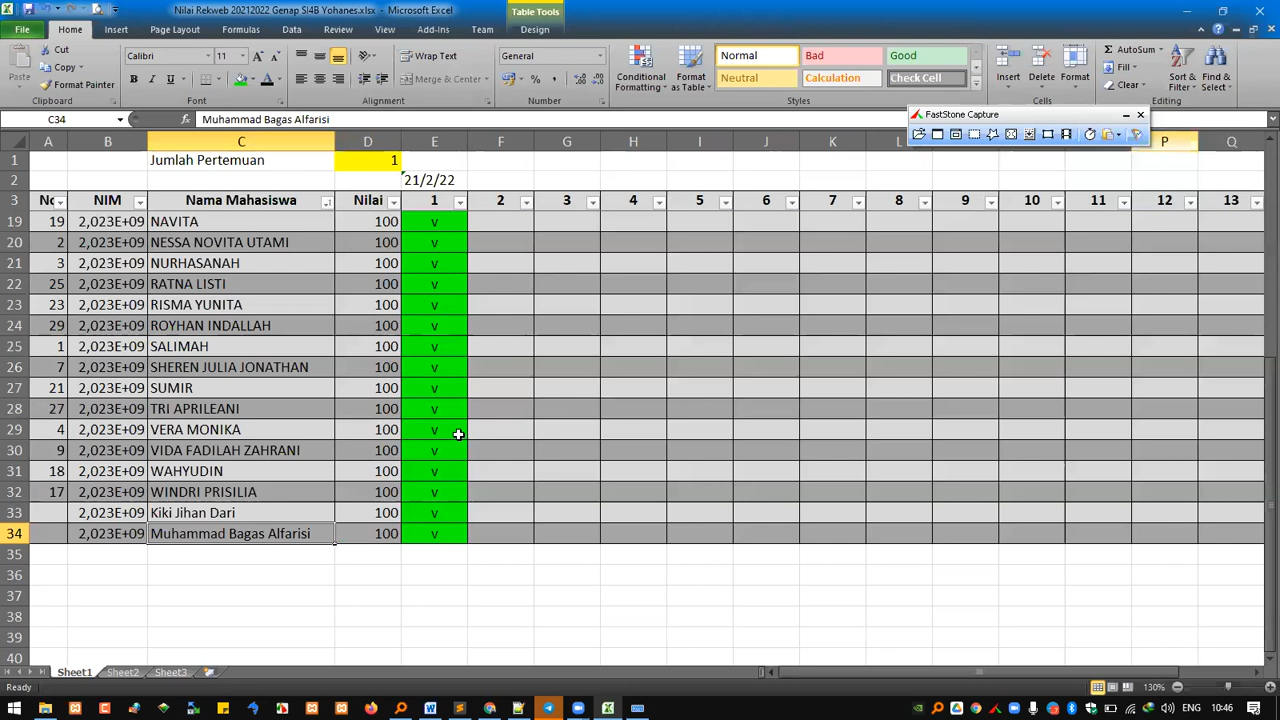 Nilai Rekweb 20212022 Genap SI4B Yohanes.xlsx - Microsoft Excel
Table Tools
File Home Insert Page Layout Formulas Data Review View Add-Ins Team Design
Cut
Copy
Format Painter
Paste
Clipboard
Calibri 11
B I U
Font
Wrap Text
Merge & Center
Alignment
General
Number
Conditional Formatting
Format as Table
Normal Bad Good
Neutral Calculation Check Cell
Styles
Insert Delete Format
Cells
AutoSum
Fill
Clear
Sort & Filter
Find & Select
Editing
FastStone Capture
C34 fx Muhammad Bagas Alfarisi
A B C D E F G H I J K L P Q
1 Jumlah Pertemuan 1
2 21/2/22
3 No NIM Nama Mahasiswa Nilai 1 2 3 4 5 6 7 8 9 10 11 12 13
19 19 2,023E+09 NAVITA 100 v
20 2 2,023E+09 NESSA NOVITA UTAMI 100 v
21 3 2,023E+09 NURHASANAH 100 v
22 25 2,023E+09 RATNA LISTI 100 v
23 23 2,023E+09 RISMA YUNITA 100 v
24 29 2,023E+09 ROYHAN INDALLAH 100 v
25 1 2,023E+09 SALIMAH 100 v
26 7 2,023E+09 SHEREN JULIA JONATHAN 100 v
27 21 2,023E+09 SUMIR 100 v
28 27 2,023E+09 TRI APRILEANI 100 v
29 4 2,023E+09 VERA MONIKA 100 v
30 9 2,023E+09 VIDA FADILAH ZAHRANI 100 v
31 18 2,023E+09 WAHYUDIN 100 v
32 17 2,023E+09 WINDRI PRISILIA 100 v
33 2,023E+09 Kiki Jihan Dari 100 v
34 2,023E+09 Muhammad Bagas Alfarisi 100 v
35
36
37
38
39
40
Sheet1 Sheet2 Sheet3
Ready 130%
ENG 10:46